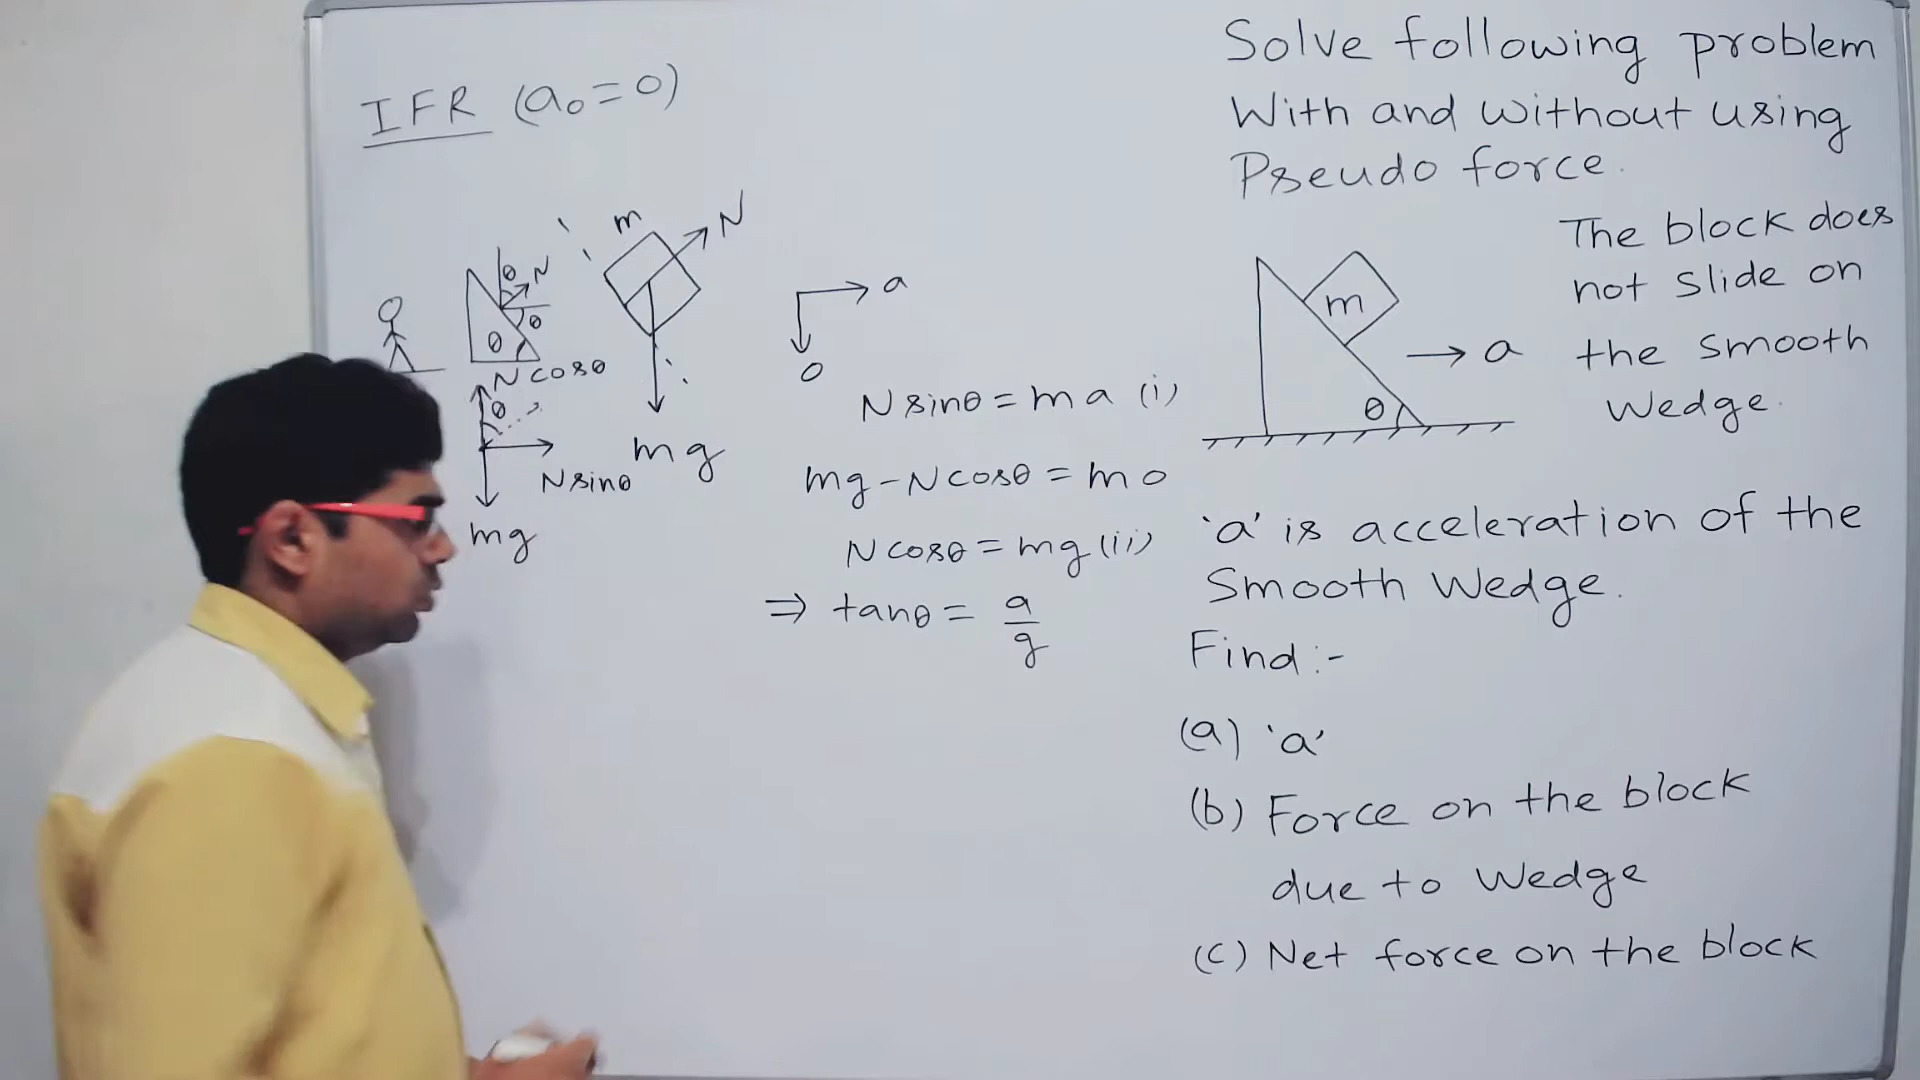 IFR (a₀=0)
m
N
θ
N
θ
θ
N cosθ
θ
N sinθ
mg
mg
a
0
N sinθ = ma (i)
mg - N cosθ = m0
N cosθ = mg (ii)
⇒ tanθ = a/g
Solve following problem
With and without using
Pseudo force.
The block does
not slide on
the smooth
Wedge.
m
a
θ
'a' is acceleration of the
Smooth Wedge.
Find :-
(a) 'a'
(b) Force on the block
due to Wedge
(c) Net force on the block